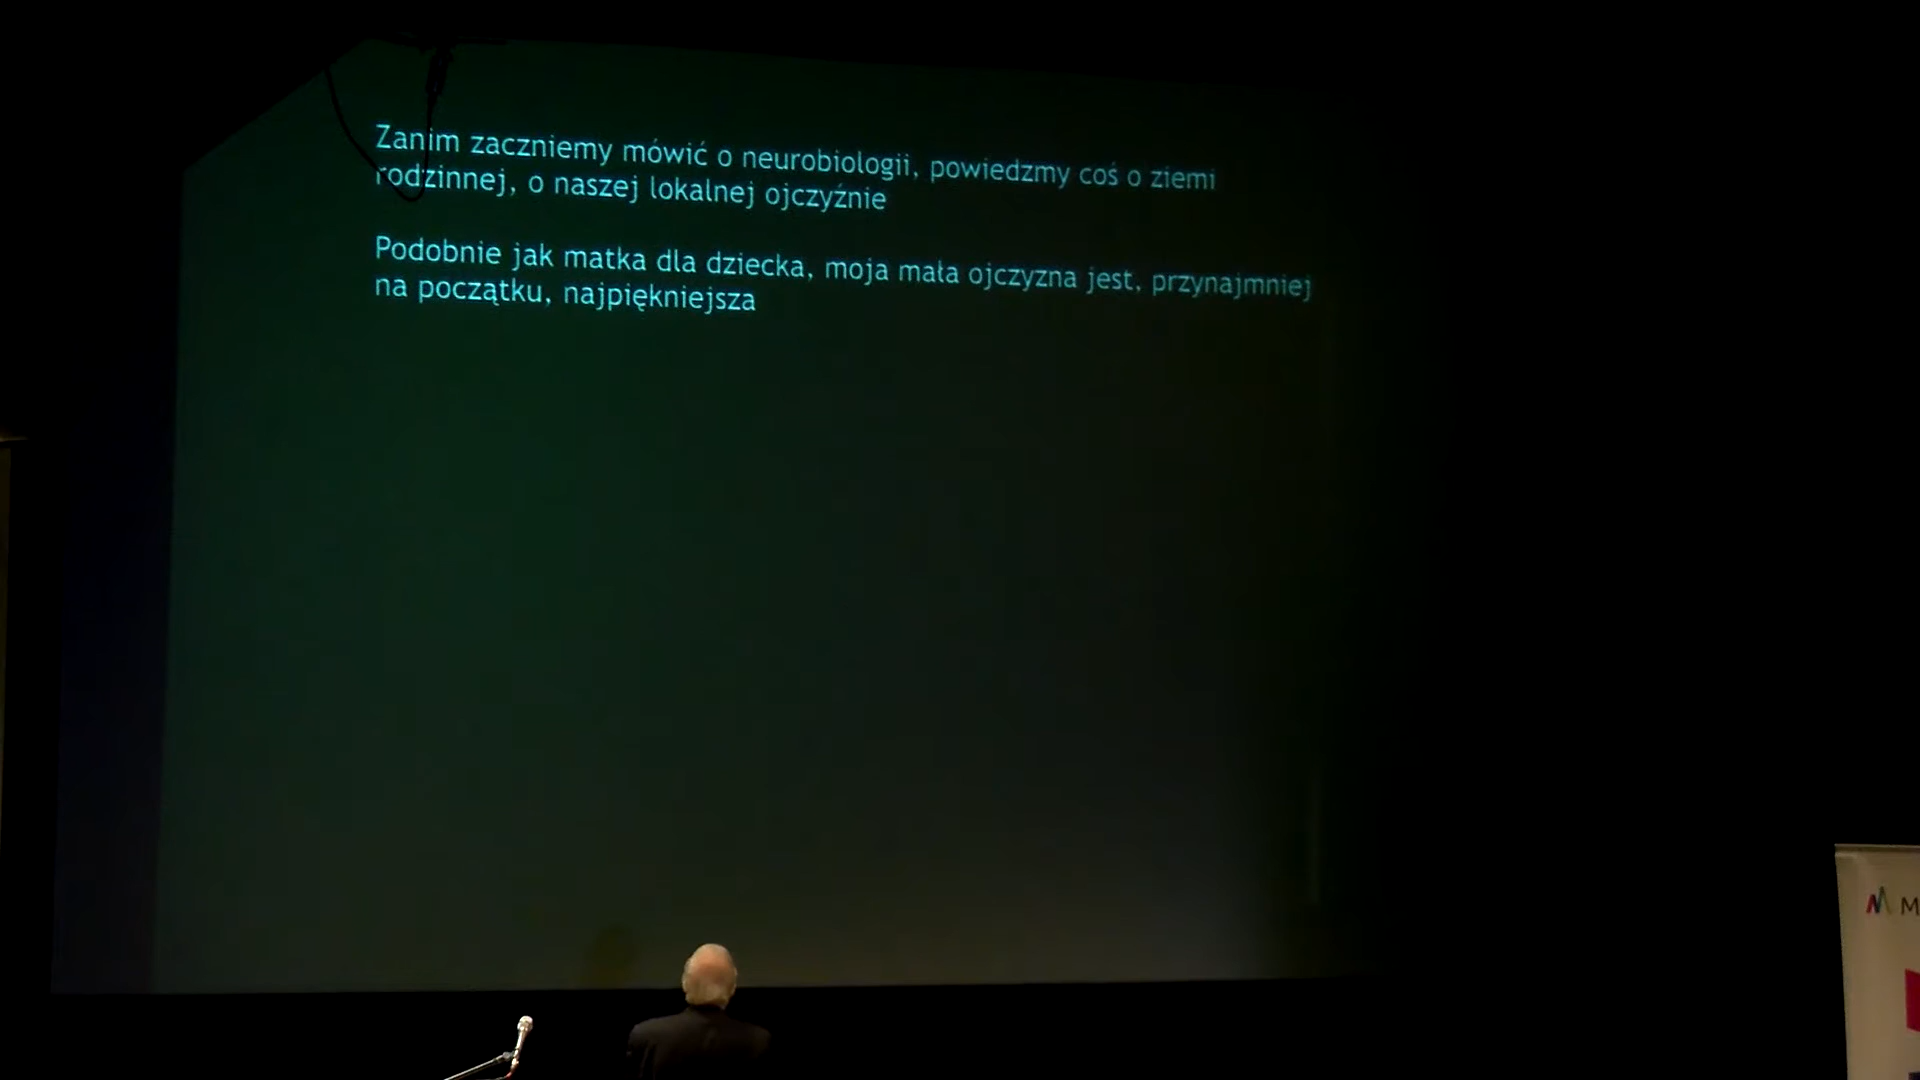 Zanim zaczniemy mówić o neurobiologii, powiedzmy coś o ziemi
rodzinnej, o naszej lokalnej ojczyźnie
Podobnie jak matka dla dziecka, moja mała ojczyzna jest, przynajmniej
na początku, najpiękniejsza
M